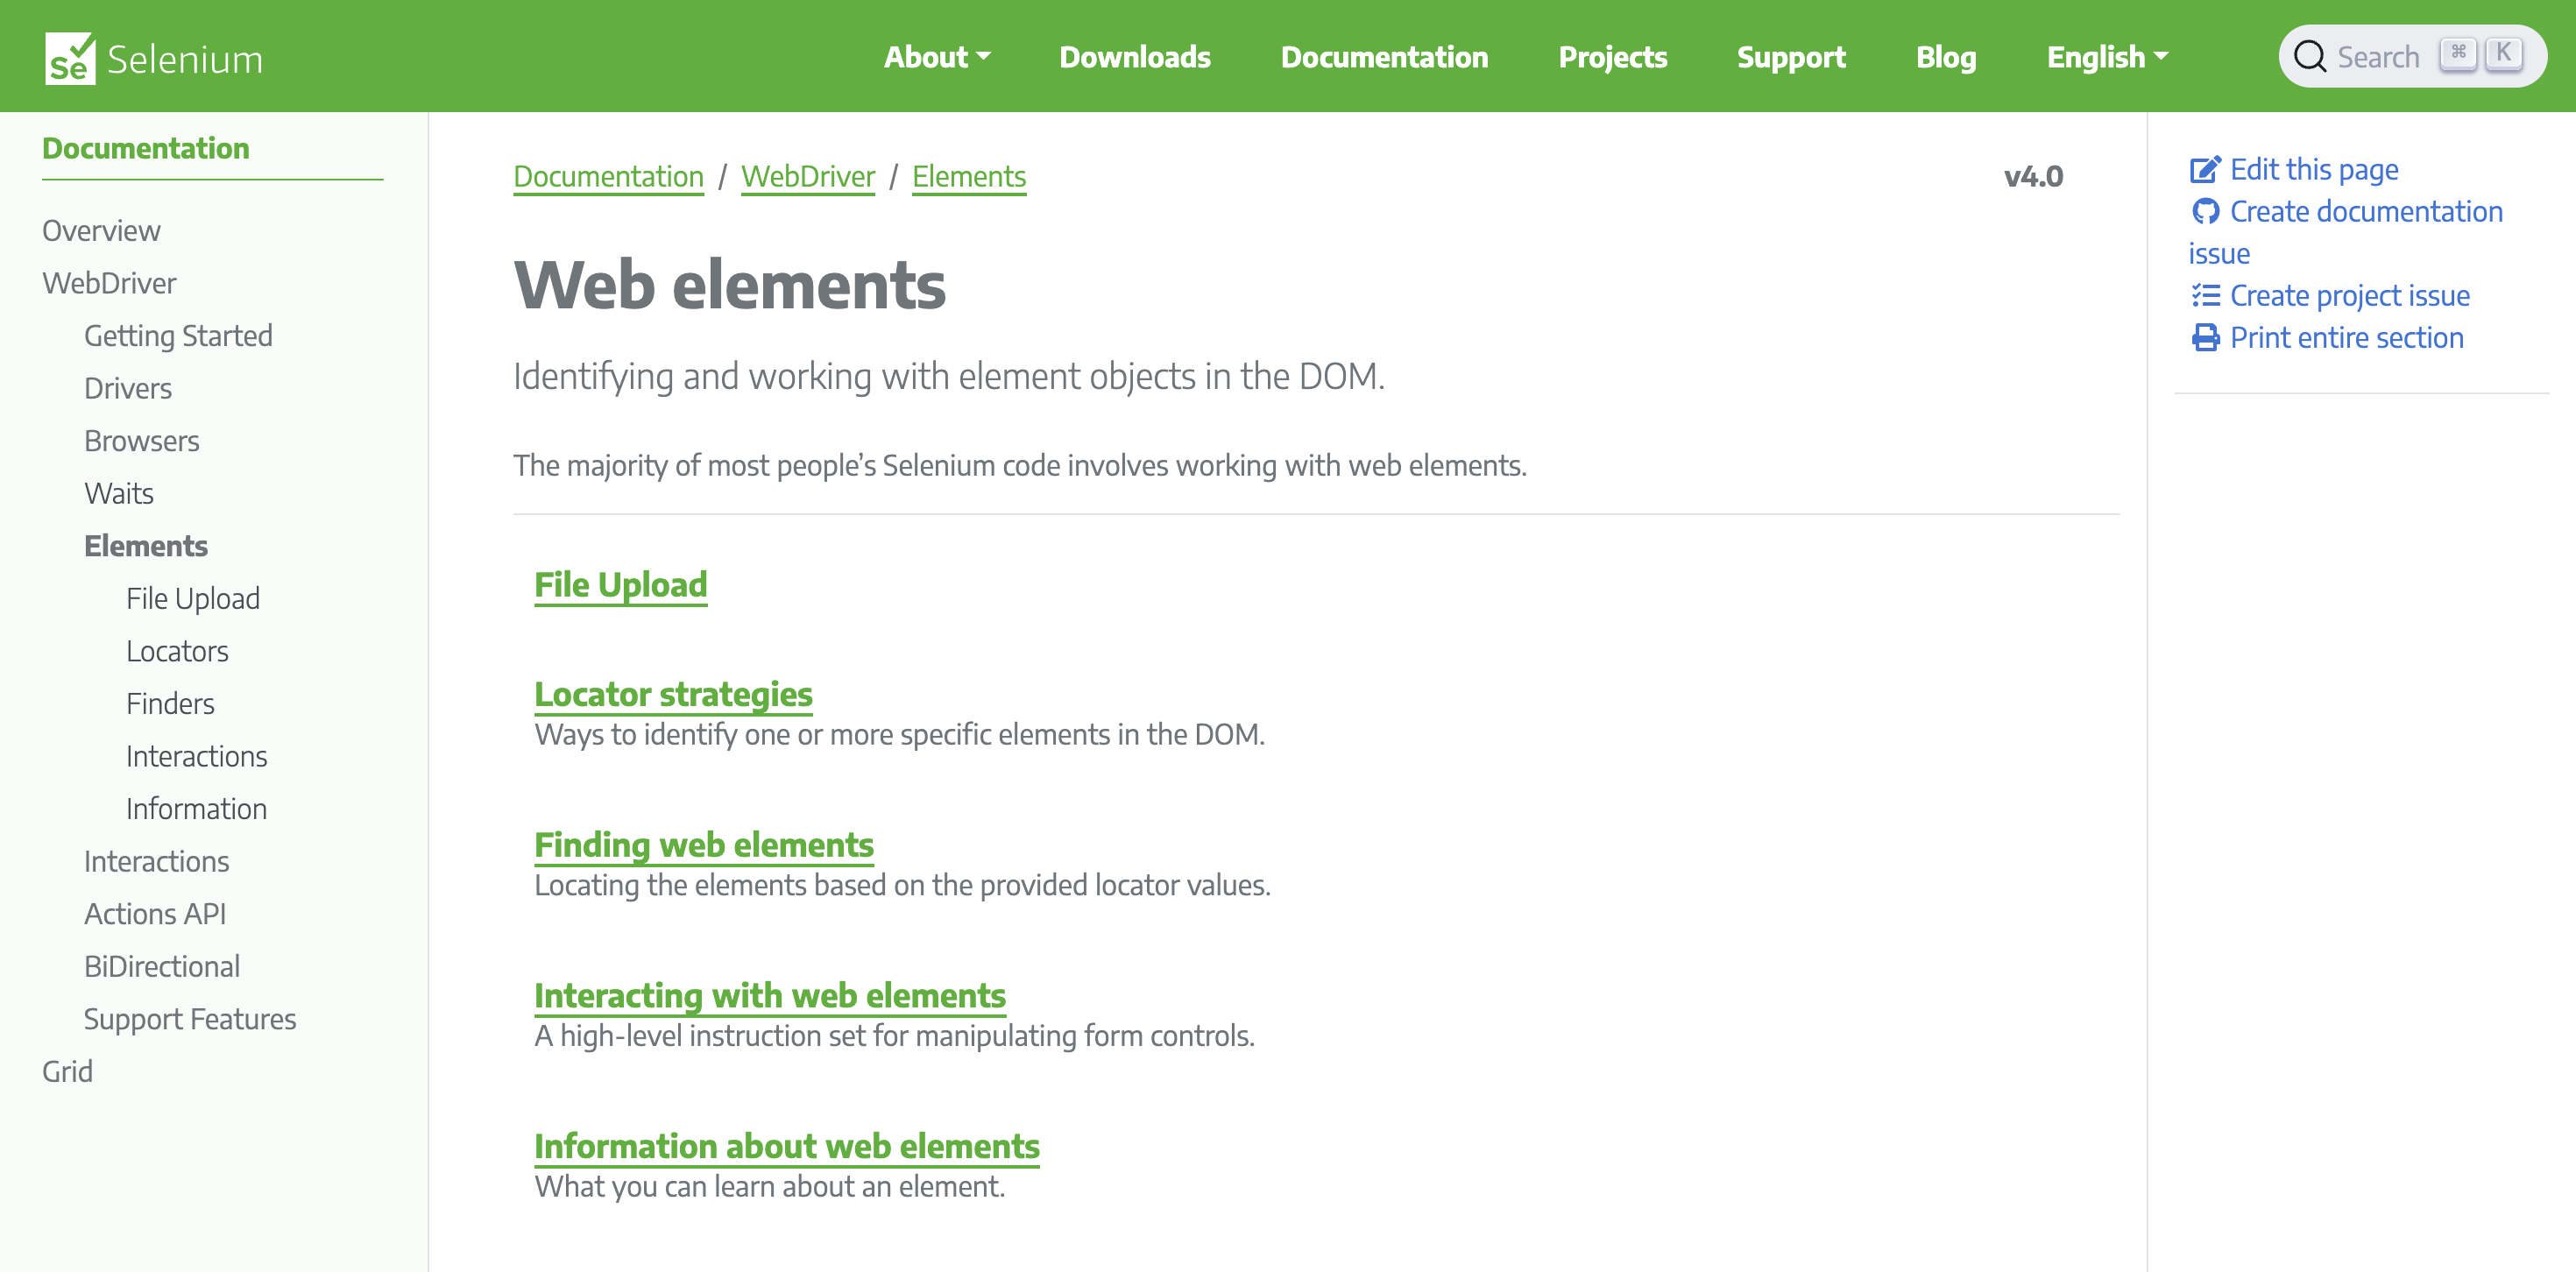 Se Selenium
About
Downloads
Documentation
Projects
Support
Blog
English
Search ⌘ K
Documentation
Overview
WebDriver
Getting Started
Drivers
Browsers
Waits
Elements
File Upload
Locators
Finders
Interactions
Information
Interactions
Actions API
BiDirectional
Support Features
Grid
Documentation / WebDriver / Elements
v4.0
Web elements
Identifying and working with element objects in the DOM.
The majority of most people’s Selenium code involves working with web elements.
File Upload
Locator strategies
Ways to identify one or more specific elements in the DOM.
Finding web elements
Locating the elements based on the provided locator values.
Interacting with web elements
A high-level instruction set for manipulating form controls.
Information about web elements
What you can learn about an element.
Edit this page
Create documentation
issue
Create project issue
Print entire section